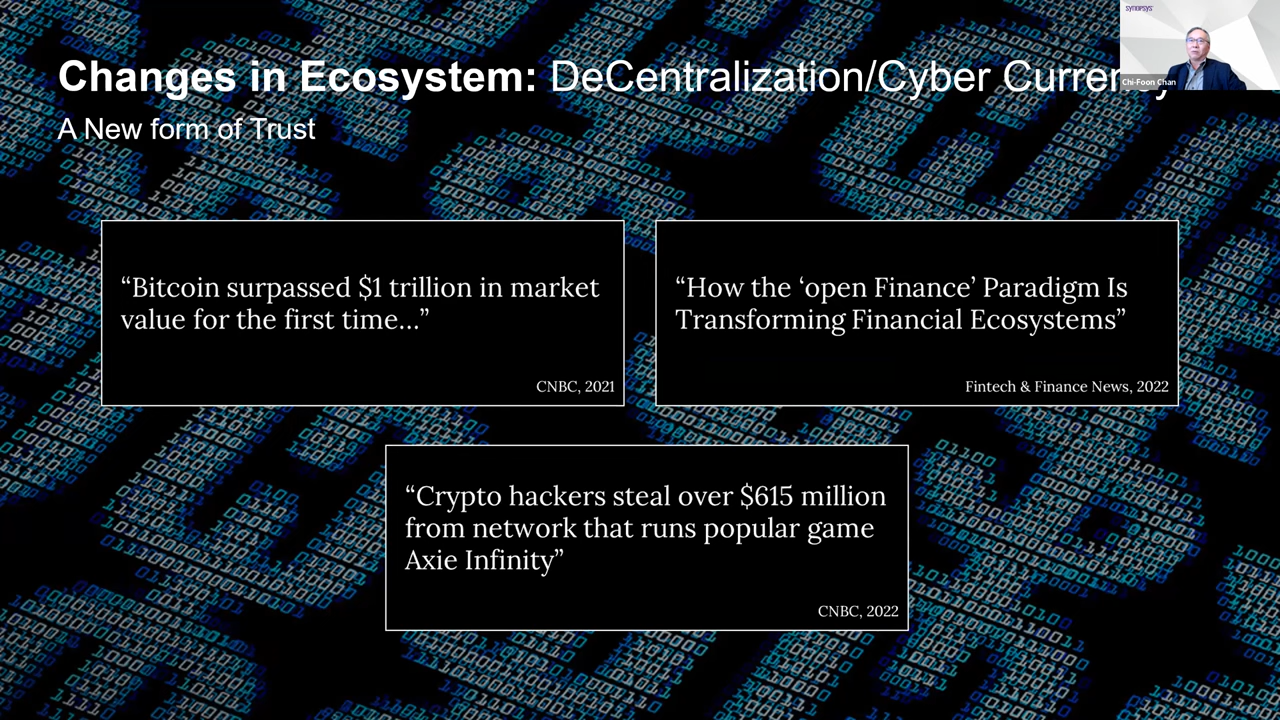 SYNOPSYS
Chi-Foon Chan
Changes in Ecosystem: DeCentralization/Cyber Currency
A New form of Trust
“Bitcoin surpassed $1 trillion in market
value for the first time…”
CNBC, 2021
“How the ‘open Finance’ Paradigm Is
Transforming Financial Ecosystems”
Fintech & Finance News, 2022
“Crypto hackers steal over $615 million
from network that runs popular game
Axie Infinity”
CNBC, 2022